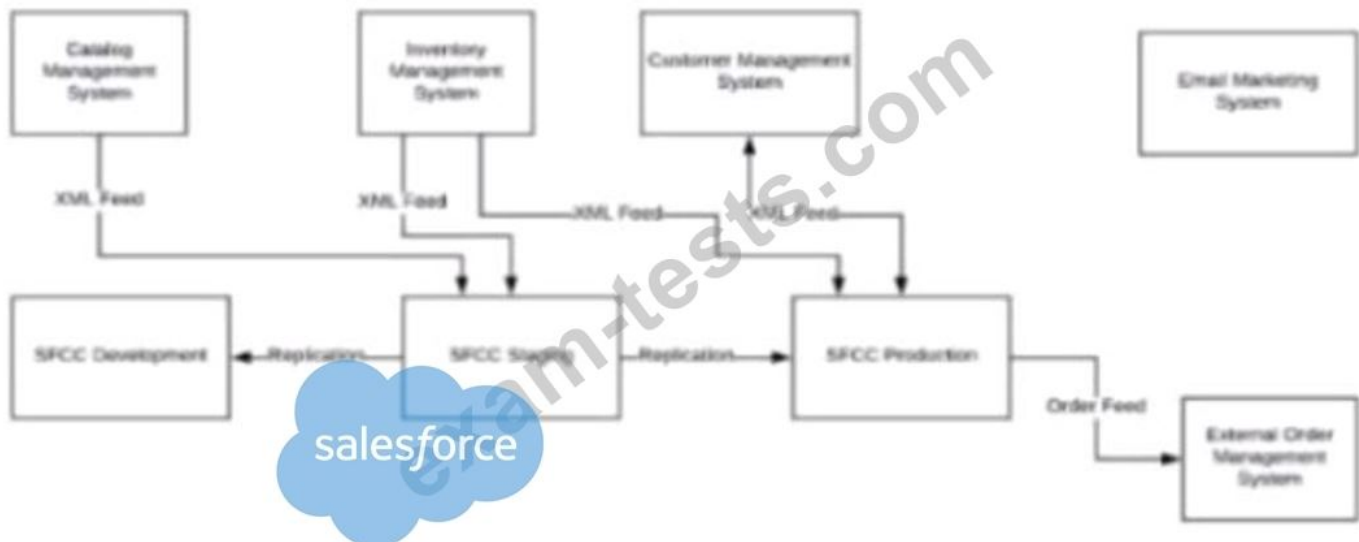 Catalog
Management
System
Inventory
Management
System
Customer Management
System
Email Marketing
System
XML Feed
XML Feed
XML Feed
XML Feed
SFCC Development
Replication
SFCC Staging
Replication
SFCC Production
Order Feed
External Order
Management
System
salesforce
exam-tests.com